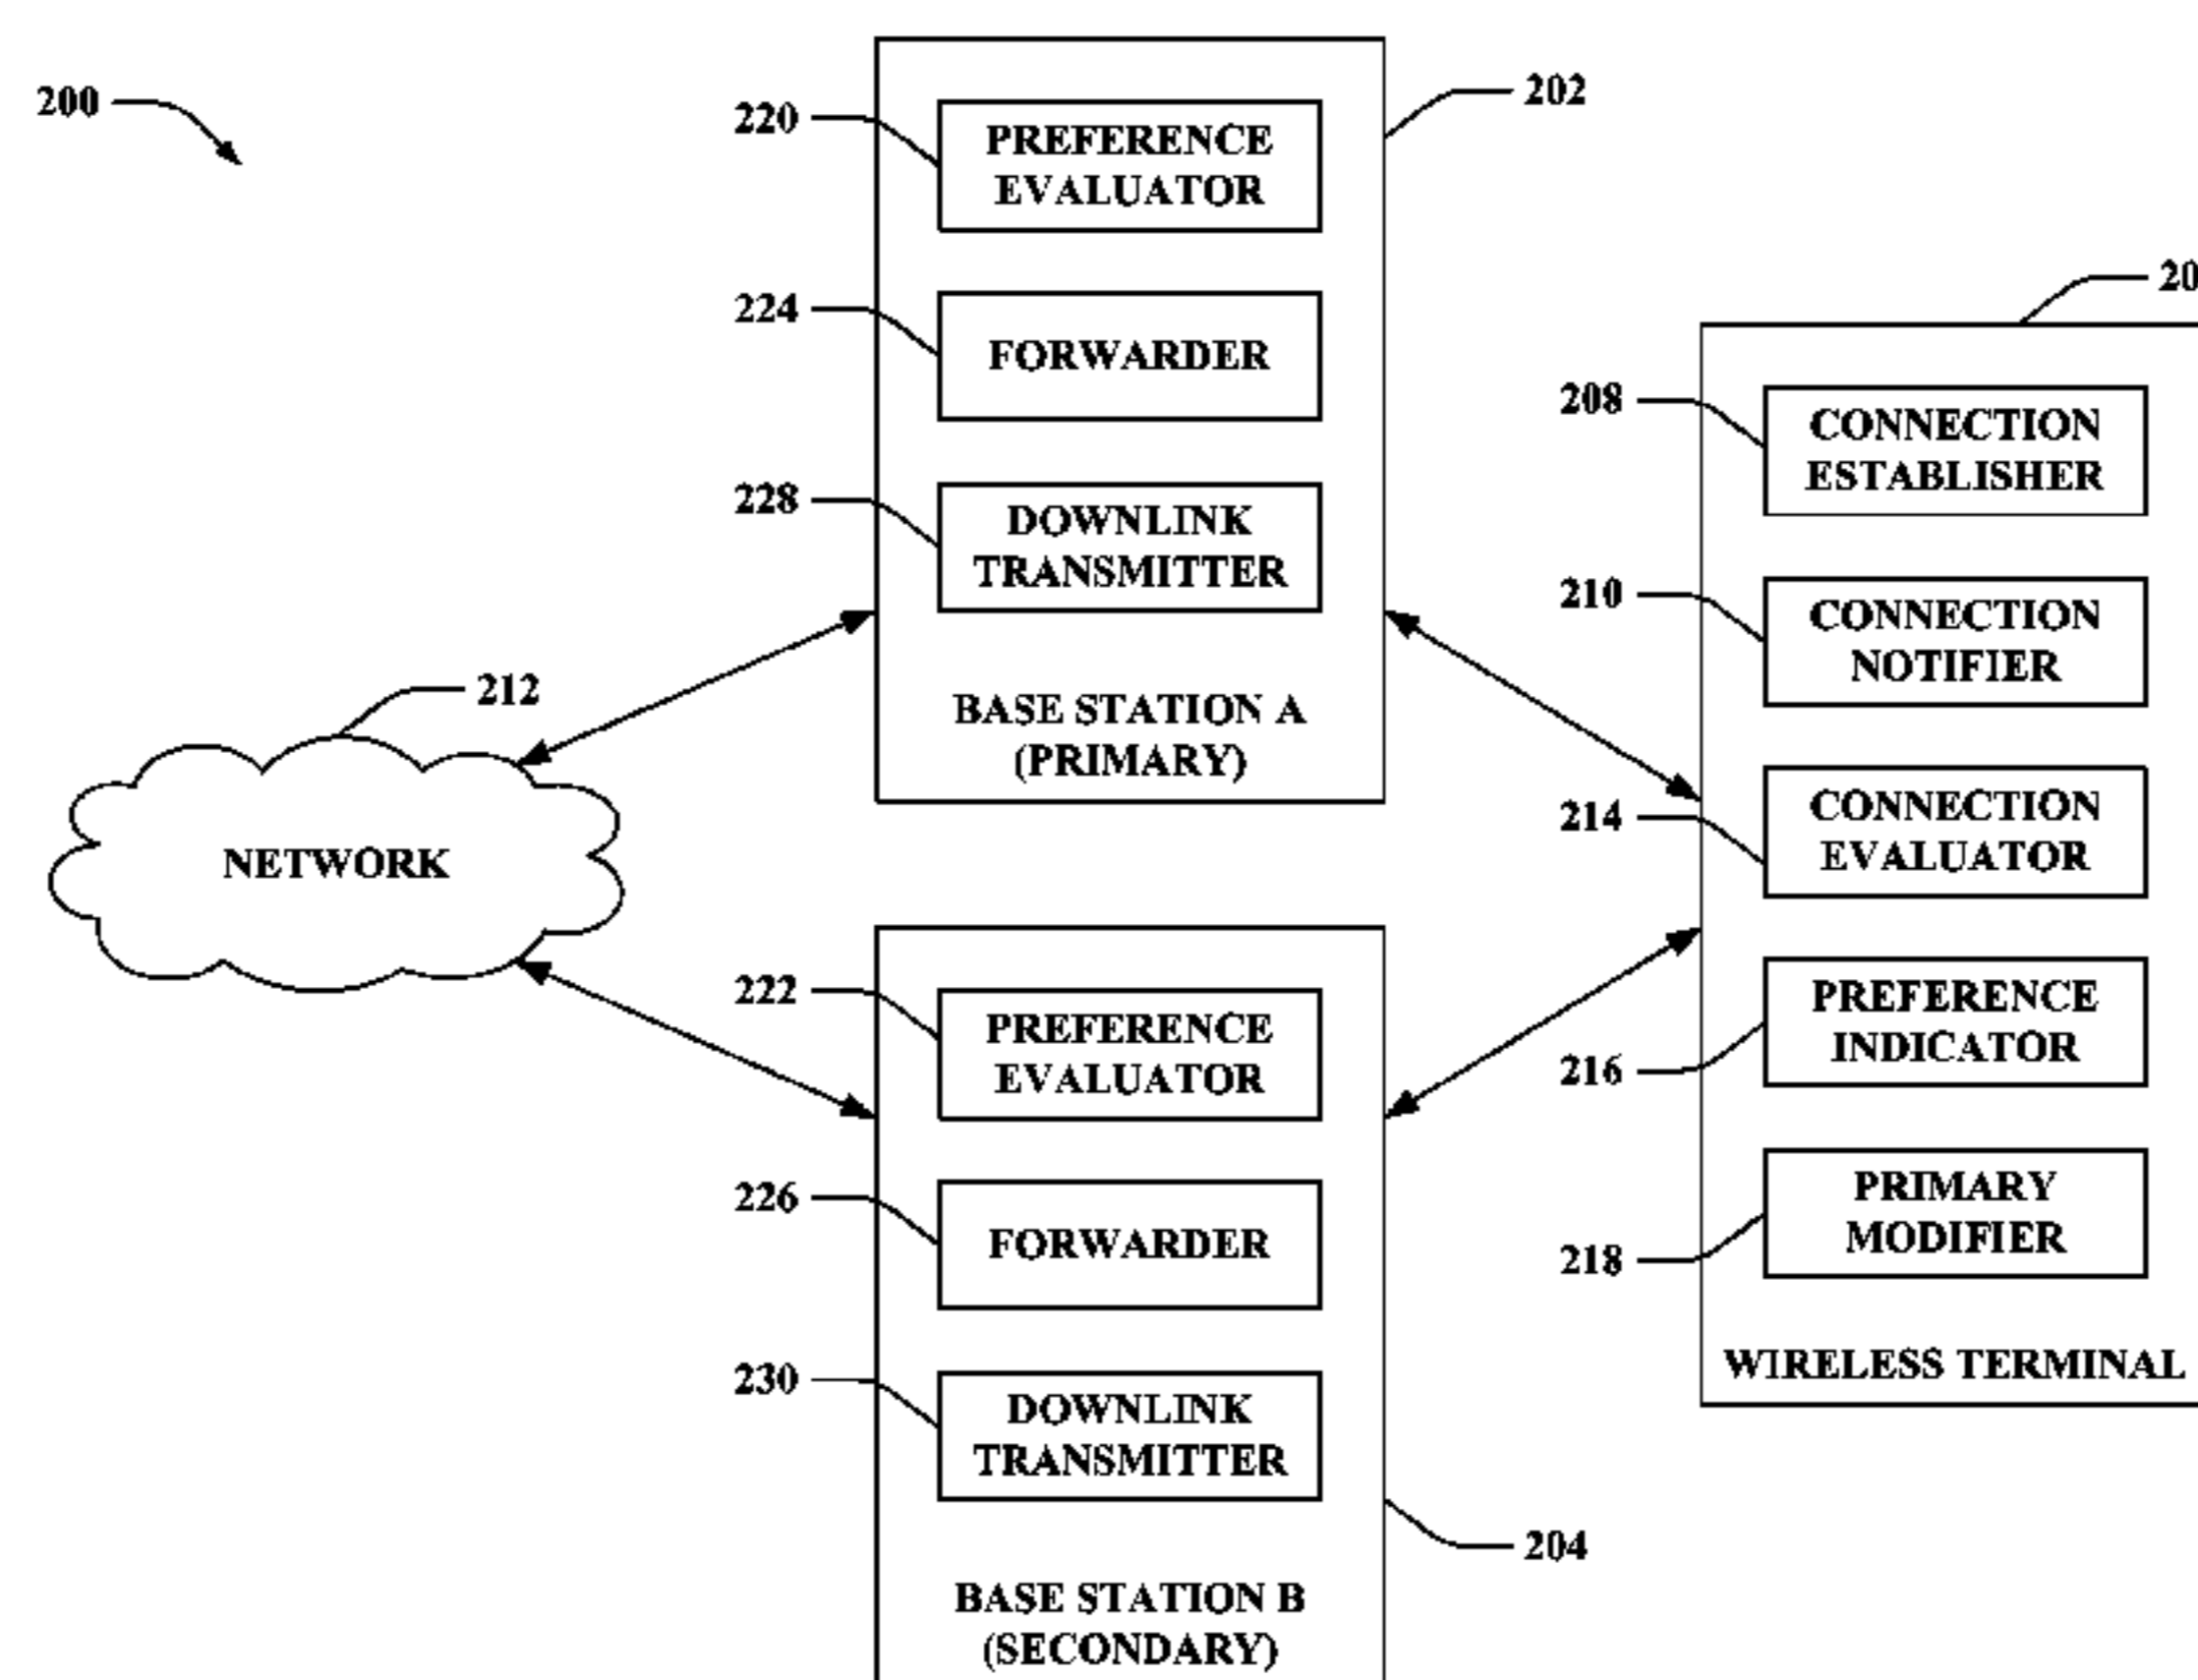 200
202
220
PREFERENCE
EVALUATOR
224
FORWARDER
228
DOWNLINK
TRANSMITTER
BASE STATION A
(PRIMARY)
212
NETWORK
222
PREFERENCE
EVALUATOR
226
FORWARDER
230
DOWNLINK
TRANSMITTER
204
BASE STATION B
(SECONDARY)
208
CONNECTION
ESTABLISHER
210
CONNECTION
NOTIFIER
214
CONNECTION
EVALUATOR
216
PREFERENCE
INDICATOR
218
PRIMARY
MODIFIER
WIRELESS TERMINAL